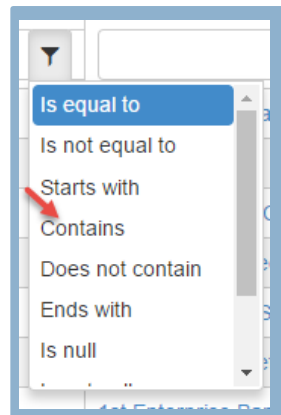 Is equal to
Is not equal to
Starts with
Contains
Does not contain
Ends with
Is null